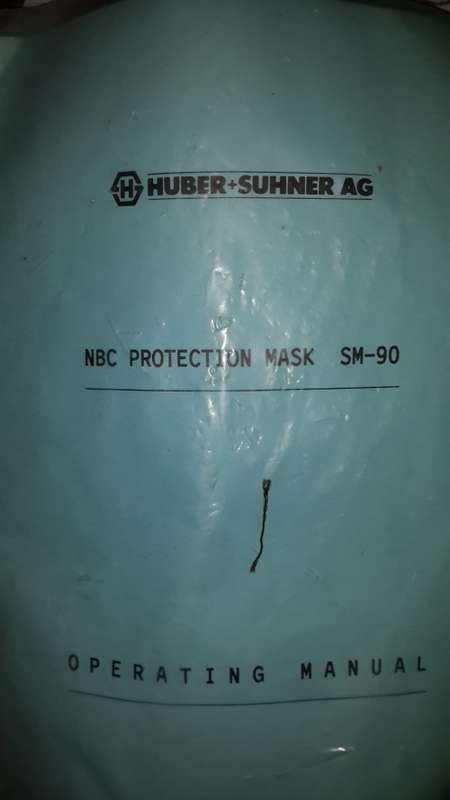 H HUBER+SUHNER AG
NBC PROTECTION MASK SM-90
OPERATING MANUAL